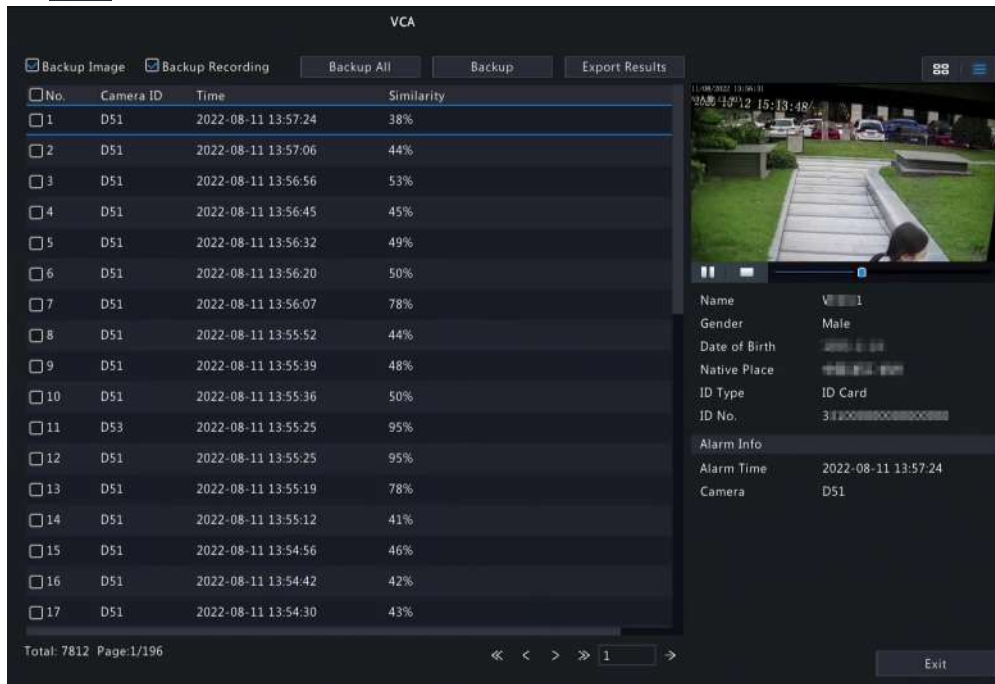 VCA
Backup Image Backup Recording Backup All Backup Export Results
No. Camera ID Time Similarity
1 D51 2022-08-11 13:57:24 38%
2 D51 2022-08-11 13:57:06 44%
3 D51 2022-08-11 13:56:56 53%
4 D51 2022-08-11 13:56:45 45%
5 D51 2022-08-11 13:56:32 49%
6 D51 2022-08-11 13:56:20 50%
7 D51 2022-08-11 13:56:07 78%
8 D51 2022-08-11 13:55:52 44%
9 D51 2022-08-11 13:55:39 48%
10 D51 2022-08-11 13:55:36 50%
11 D53 2022-08-11 13:55:25 95%
12 D51 2022-08-11 13:55:25 95%
13 D51 2022-08-11 13:55:19 78%
14 D51 2022-08-11 13:55:12 41%
15 D51 2022-08-11 13:54:56 46%
16 D51 2022-08-11 13:54:42 42%
17 D51 2022-08-11 13:54:30 43%
Total: 7812 Page:1/196
1
15:13:48
Name
Gender Male
Date of Birth
Native Place
ID Type ID Card
ID No.
Alarm Info
Alarm Time 2022-08-11 13:57:24
Camera D51
Exit